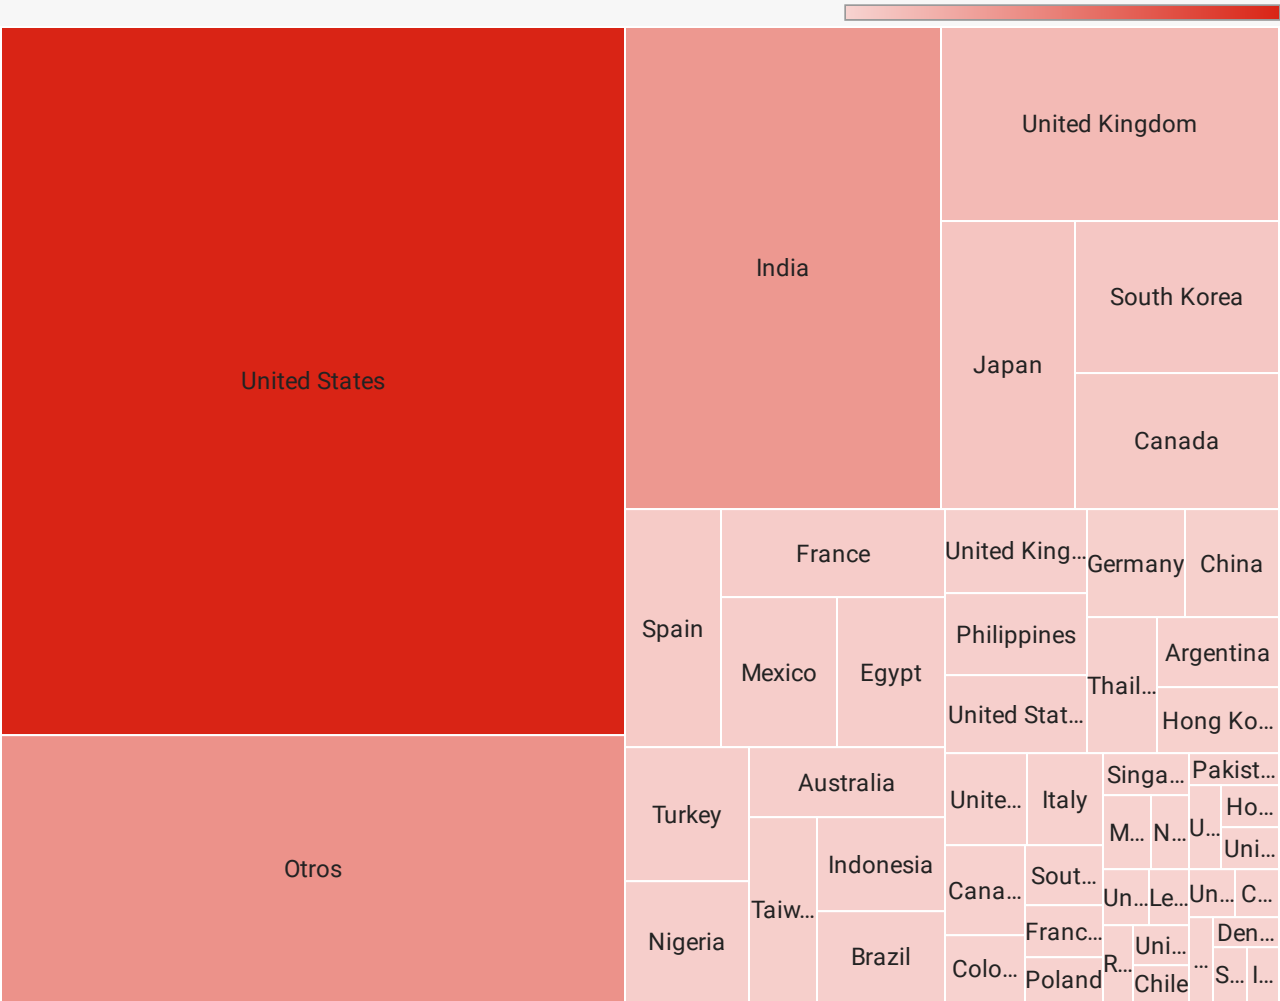 United States
Otros
India
United Kingdom
Japan
South Korea
Canada
Spain
France
Mexico
Egypt
Turkey
Nigeria
Australia
Taiw...
Indonesia
Brazil
United King...
Philippines
United Stat...
Germany
China
Thail...
Argentina
Hong Ko...
Unite...
Italy
Cana...
Colo...
Sout...
Franc...
Poland
Singa...
M...
N...
Pakist...
U...
Ho...
Uni...
Un...
Le...
R...
Uni...
Chile
Un...
C...
...
Den...
S...
I...